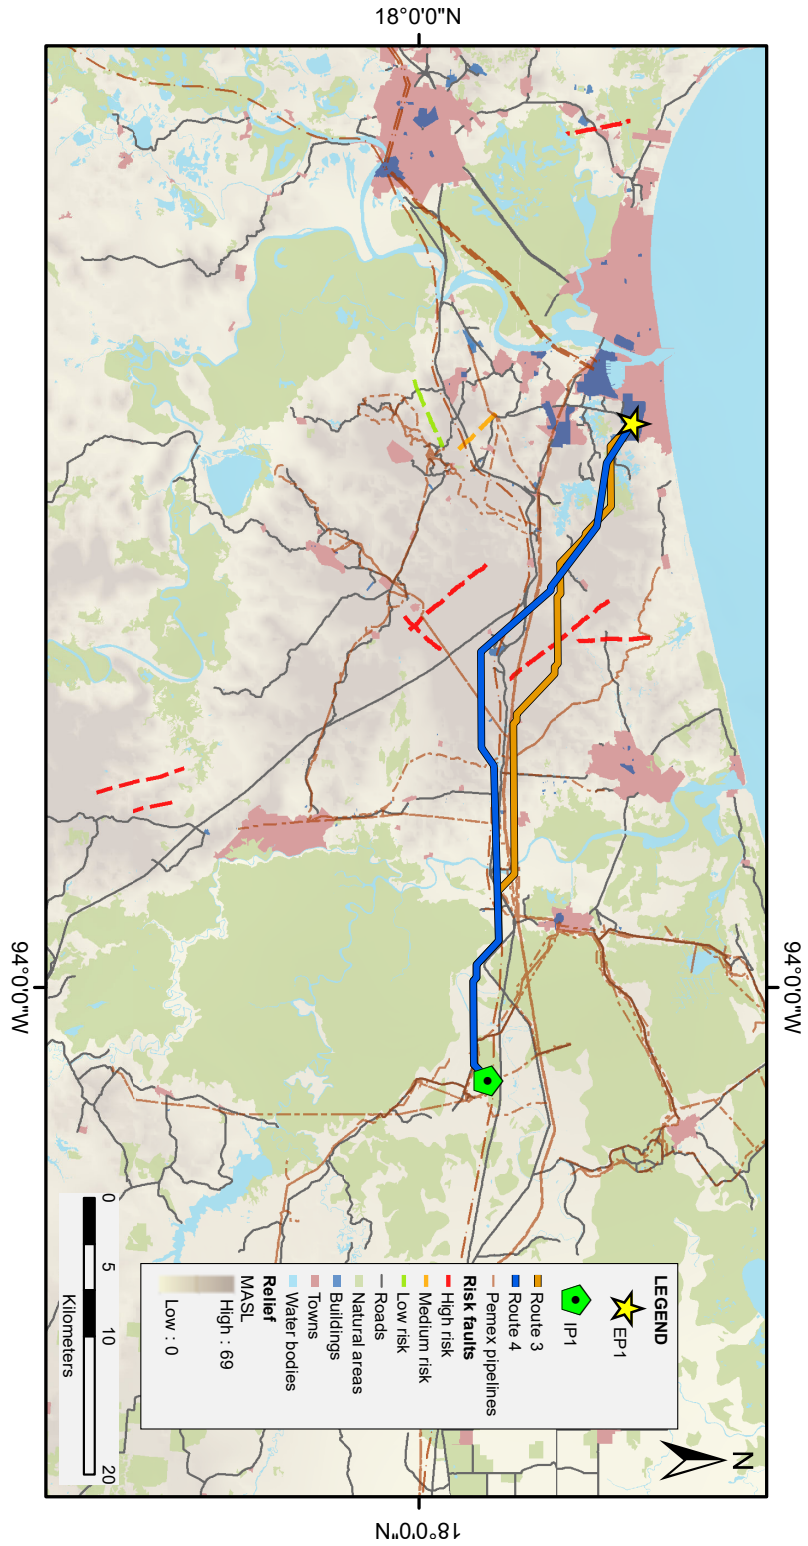 18°0'0"N
94°0'0"W
94°0'0"W
18°0'0"N
N
LEGEND
EP1
IP1
Route 3
Route 4
Pemex pipelines
Risk faults
High risk
Medium risk
Low risk
Roads
Natural areas
Buildings
Towns
Water bodies
Relief
MASL
High : 69
Low : 0
0 5 10 20
Kilometers